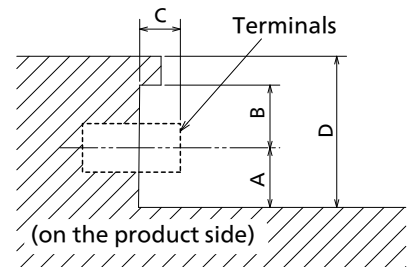 C
Terminals
B
D
A
(on the product side)